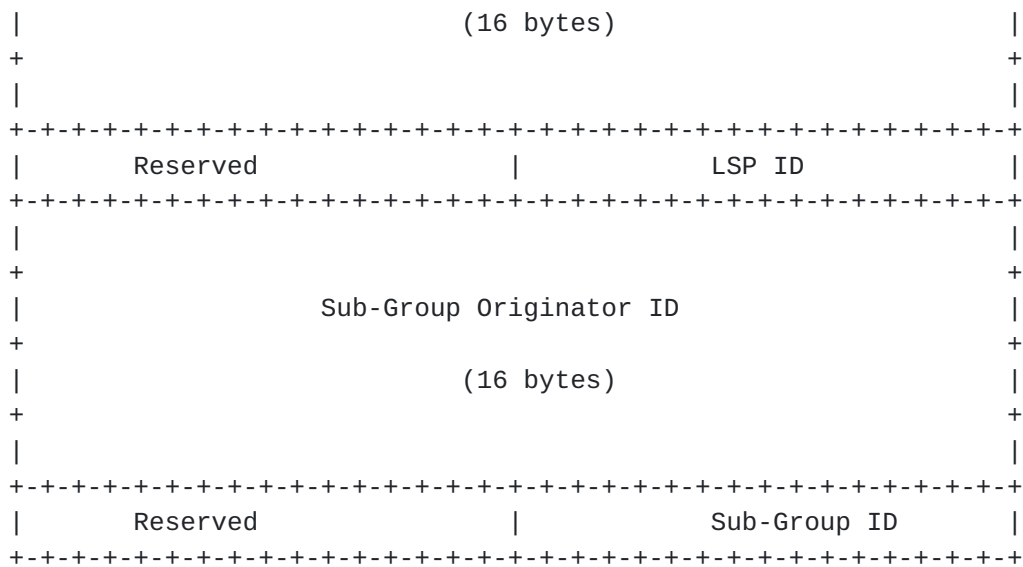 |                            (16 bytes)                         |
+                                                               +
|                                                               |
+-+-+-+-+-+-+-+-+-+-+-+-+-+-+-+-+-+-+-+-+-+-+-+-+-+-+-+-+-+-+-+-+
|       Reserved                |            LSP ID             |
+-+-+-+-+-+-+-+-+-+-+-+-+-+-+-+-+-+-+-+-+-+-+-+-+-+-+-+-+-+-+-+-+
|                                                               |
+                                                               +
|                   Sub-Group Originator ID                     |
+                                                               +
|                            (16 bytes)                         |
+                                                               +
|                                                               |
+-+-+-+-+-+-+-+-+-+-+-+-+-+-+-+-+-+-+-+-+-+-+-+-+-+-+-+-+-+-+-+-+
|       Reserved                |            Sub-Group ID       |
+-+-+-+-+-+-+-+-+-+-+-+-+-+-+-+-+-+-+-+-+-+-+-+-+-+-+-+-+-+-+-+-+